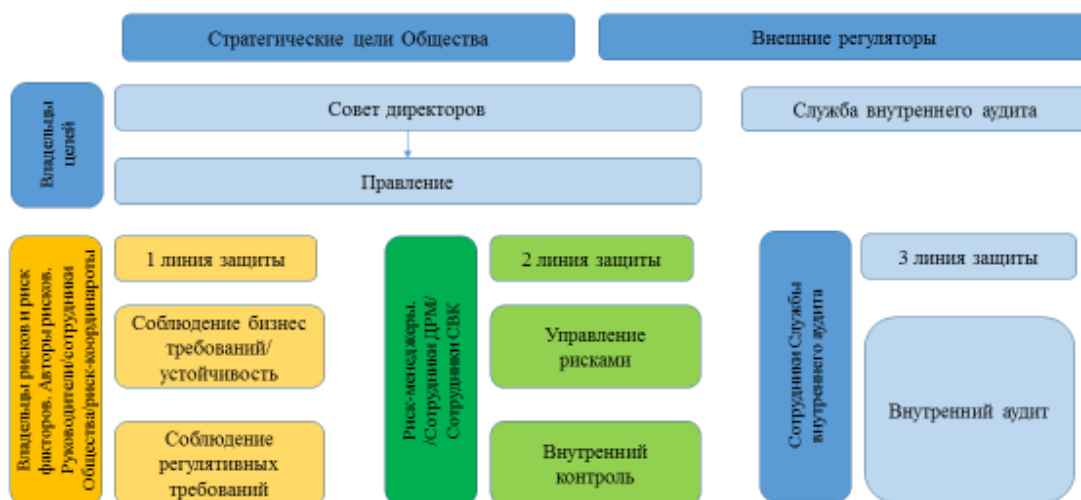 Стратегические цели Общества
Внешние регуляторы
Владельцы
целей
Совет директоров
Служба внутреннего аудита
Правление
Владельцы рисков и риск
факторов. Авторы рисков.
Руководители/сотрудники
Общества/риск-координароты
1 линия защиты
Соблюдение бизнес
требований/
устойчивость
Соблюдение
регулятивных
требований
Риск-менеджеры.
/Сотрудники ДРМ/
Сотрудники СВК
2 линия защиты
Управление
рисками
Внутренний
контроль
Сотрудники Службы
внутреннего аудита
3 линия защиты
Внутренний аудит